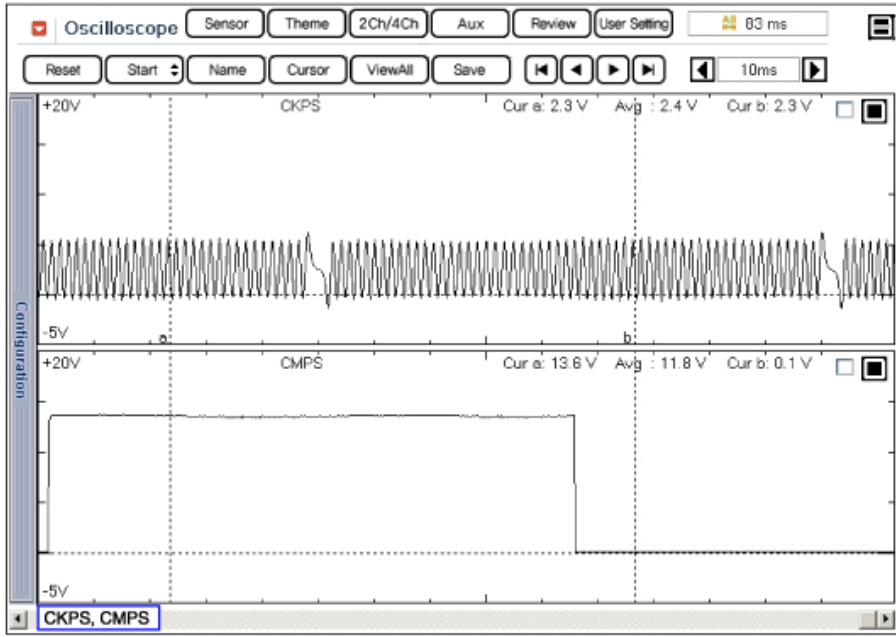 Oscilloscope Sensor Theme 2Ch/4Ch Aux Review User Setting 83 ms
Reset Start Name Cursor ViewAll Save 10ms
+20V CKPS Cur a: 2.3 V Avg : 2.4 V Cur b: 2.3 V
-5V a b
Configuration
+20V CMPS Cur a: 13.6 V Avg : 11.8 V Cur b: 0.1 V
-5V
CKPS, CMPS